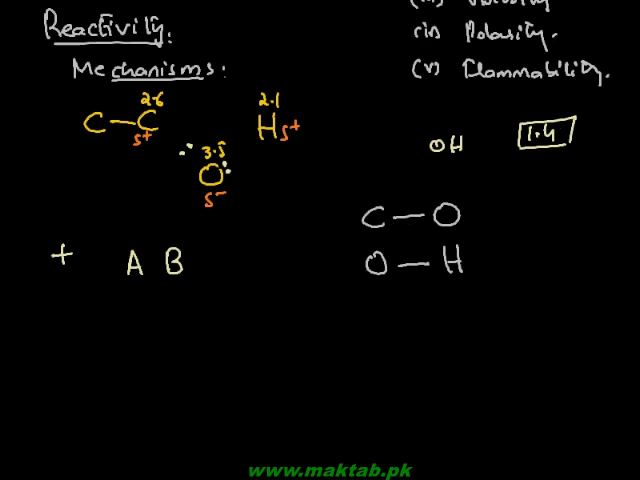 Reactivity.
Mechanisms:
(iv) Polarity.
(v) Flammability.
2.6
C — C
δ+
2.1
H δ+
3.5
O
δ-
OH
1.4
C — O
O — H
+ A B
www.maktab.pk